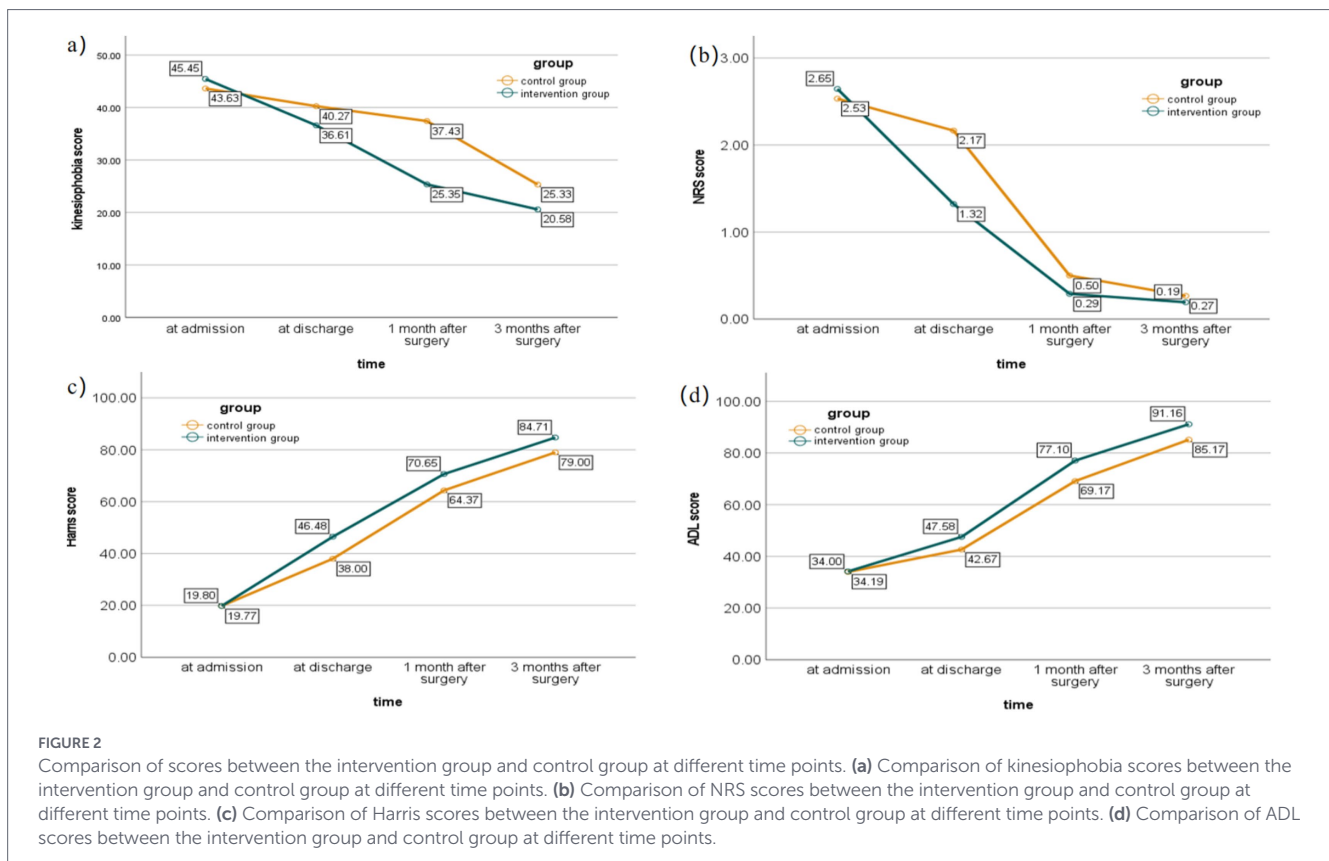 a)
50.00
40.00
30.00
20.00
10.00
0.00
kinesiophobia score
group
control group
intervention group
45.45
43.63
40.27
36.61
37.43
25.35
25.33
20.58
at admission
at discharge
1 month after
surgery
3 months after
surgery
time
(b)
3.00
2.00
1.00
0.00
NRS score
group
control group
intervention group
2.65
2.53
2.17
1.32
0.50
0.29
0.19
0.27
at admission
at discharge
1 month after
surgery
3 months after
surgery
time
c)
100.00
80.00
60.00
40.00
20.00
0.00
Harris score
group
control group
intervention group
19.80
19.77
46.48
38.00
70.65
64.37
84.71
79.00
at admission
at discharge
1 month after
surgery
3 months after
surgery
time
(d)
100.00
80.00
60.00
40.00
20.00
0.00
ADL score
group
control group
intervention group
34.00
34.19
47.58
42.67
77.10
69.17
91.16
85.17
at admission
at discharge
1 month after
surgery
3 months after
surgery
time
FIGURE 2
Comparison of scores between the intervention group and control group at different time points. (a) Comparison of kinesiophobia scores between the
intervention group and control group at different time points. (b) Comparison of NRS scores between the intervention group and control group at
different time points. (c) Comparison of Harris scores between the intervention group and control group at different time points. (d) Comparison of ADL
scores between the intervention group and control group at different time points.